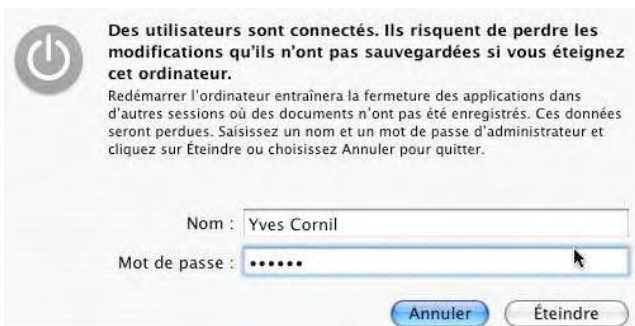 Des utilisateurs sont connectés. Ils risquent de perdre les
modifications qu'ils n'ont pas sauvegardées si vous éteignez
cet ordinateur.
Redémarrer l'ordinateur entraînera la fermeture des applications dans
d'autres sessions où des documents n'ont pas été enregistrés. Ces données
seront perdues. Saisissez un nom et un mot de passe d'administrateur et
cliquez sur Éteindre ou choisissez Annuler pour quitter.
Nom : Yves Cornil
Mot de passe : ••••••
Annuler Éteindre